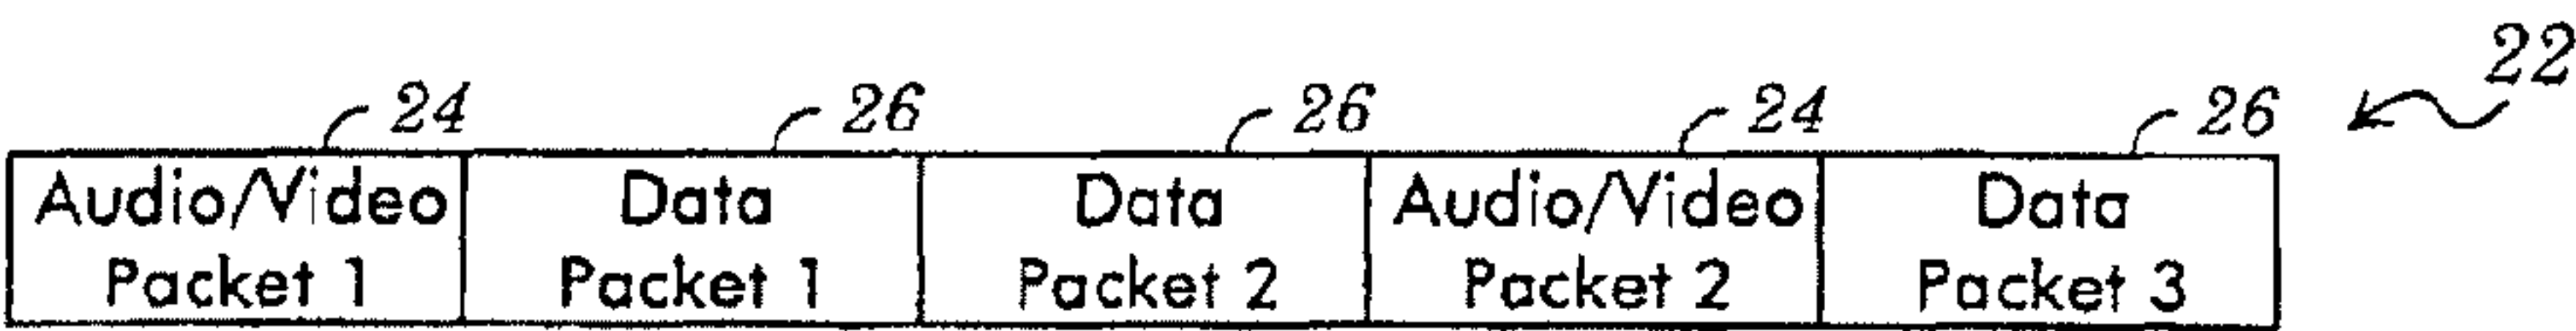 22
24 26 26 24 26
Audio/Video Data Data Audio/Video Data
Packet 1 Packet 1 Packet 2 Packet 2 Packet 3